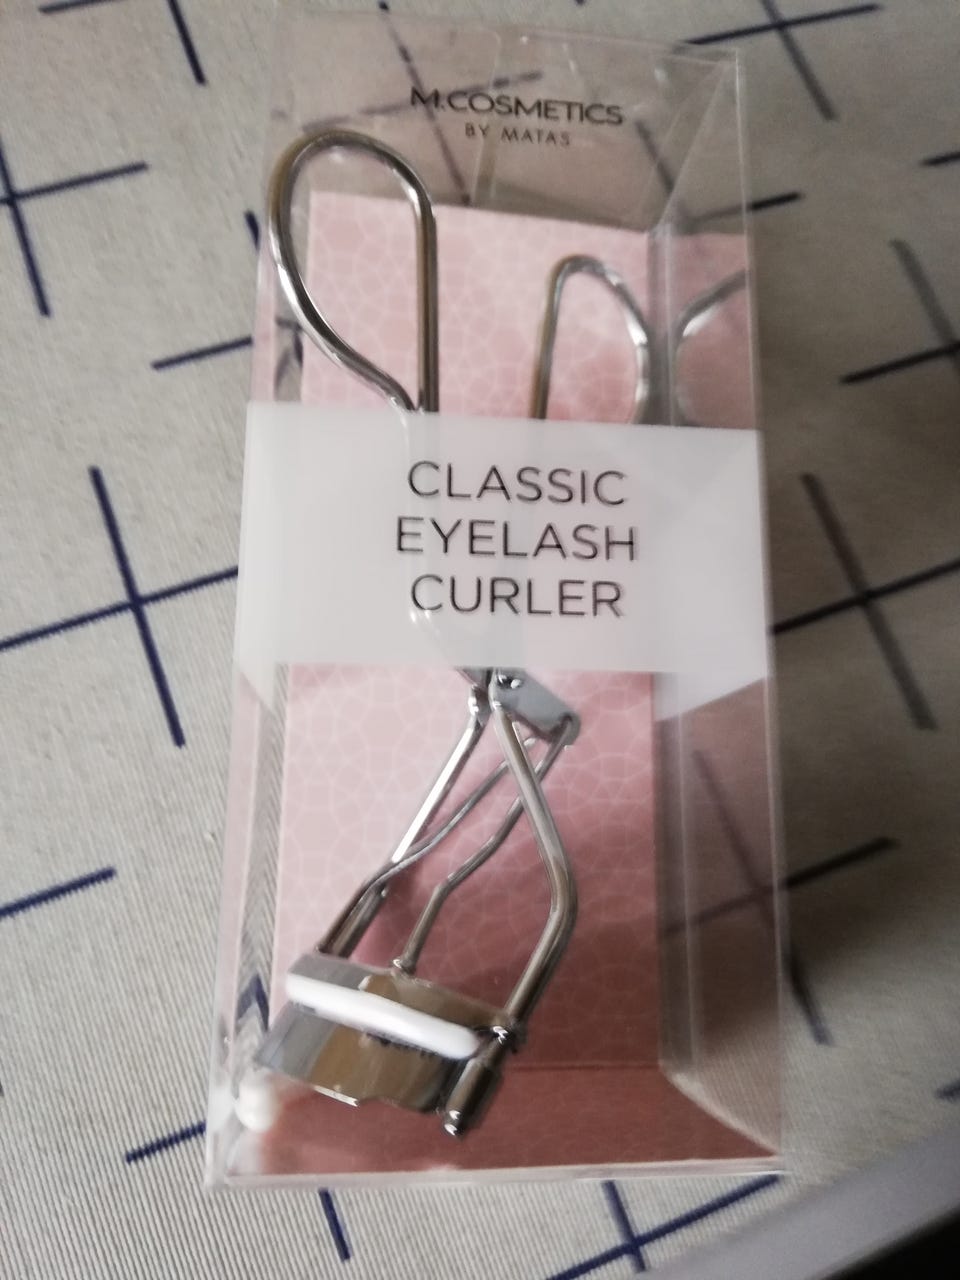 M.COSMETICS
BY MATAS
CLASSIC
EYELASH
CURLER